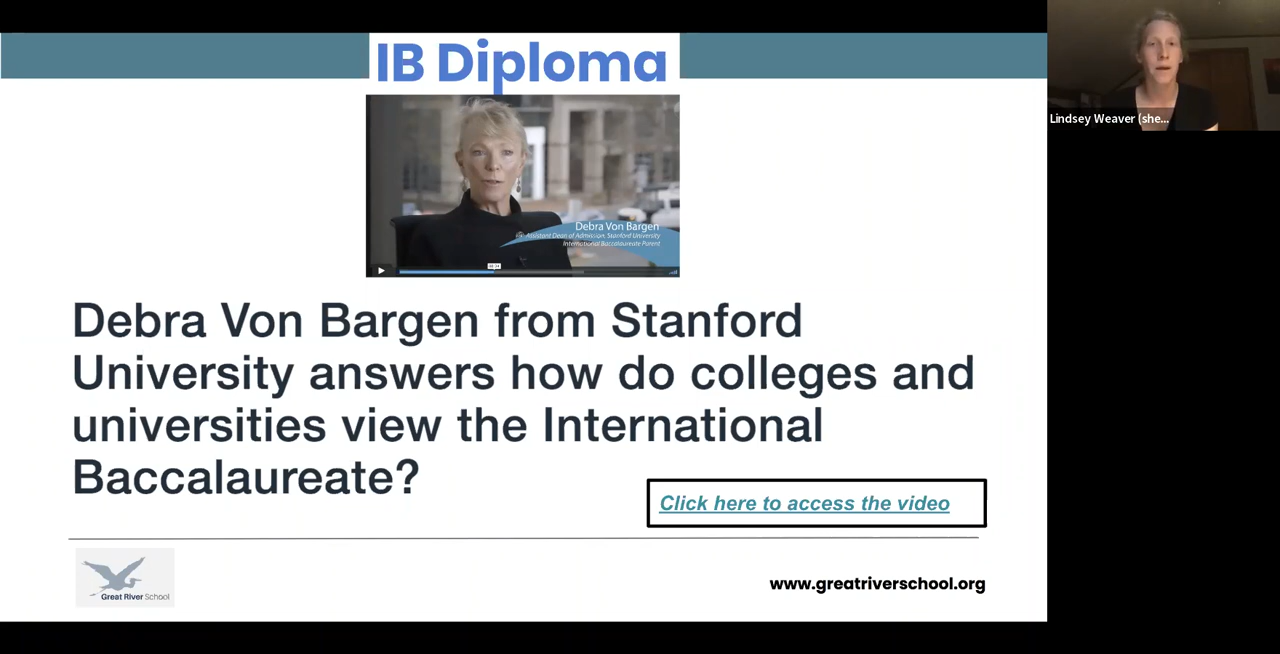 IB Diploma
Debra Von Bargen
Assistant Dean of Admission, Stanford University
International Baccalaureate Parent
Debra Von Bargen from Stanford
University answers how do colleges and
universities view the International
Baccalaureate?
Click here to access the video
Great River School
www.greatriverschool.org
Lindsey Weaver (she...